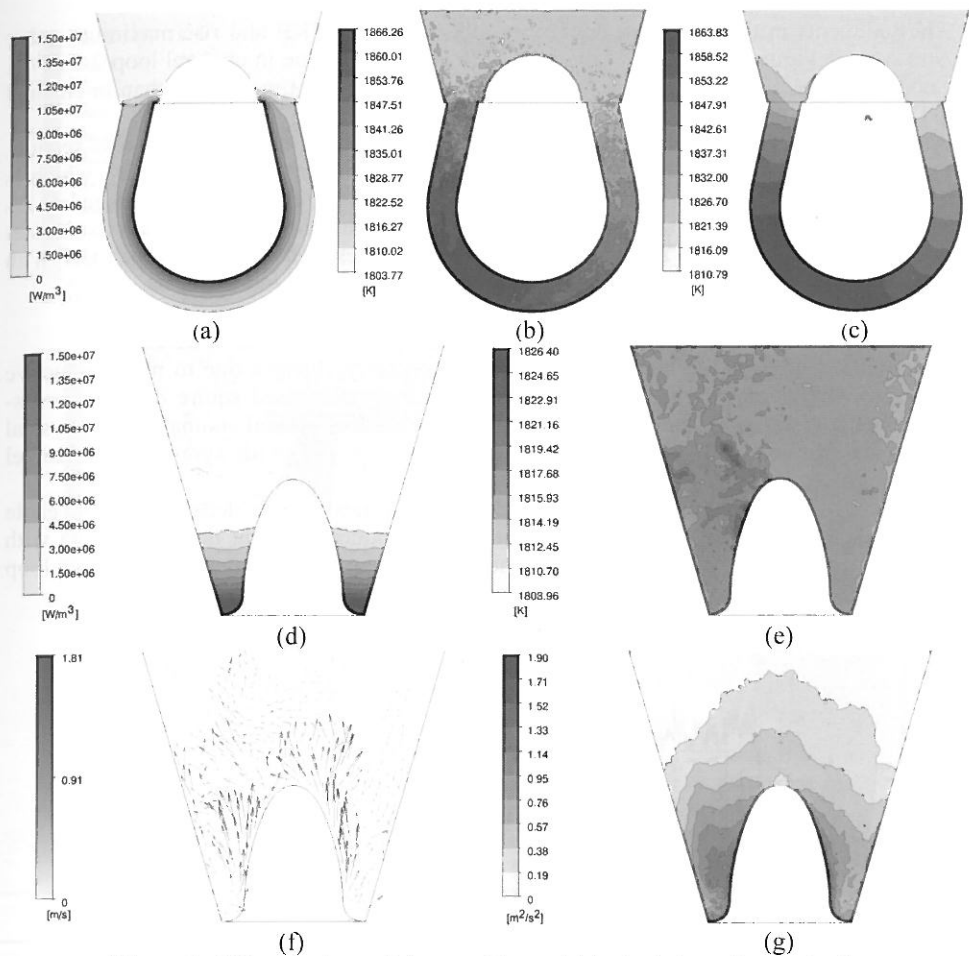 1.50e+07
1.35e+07
1.20e+07
1.05e+07
9.00e+06
7.50e+06
6.00e+06
4.50e+06
3.00e+06
1.50e+06
0
[W/m³]
(a)
1866.26
1860.01
1853.76
1847.51
1841.26
1835.01
1828.77
1822.52
1816.27
1810.02
1803.77
[K]
(b)
1863.83
1858.52
1853.22
1847.91
1842.61
1837.31
1832.00
1826.70
1821.39
1816.09
1810.79
[K]
(c)
1.50e+07
1.35e+07
1.20e+07
1.05e+07
9.00e+06
7.50e+06
6.00e+06
4.50e+06
3.00e+06
1.50e+06
0
[W/m³]
(d)
1826.40
1824.65
1822.91
1821.16
1819.42
1817.68
1815.93
1814.19
1812.45
1810.70
1808.96
[K]
(e)
1.81
0.91
0
[m/s]
(f)
1.90
1.71
1.52
1.33
1.14
0.95
0.76
0.57
0.38
0.19
0
[m²/s²]
(g)